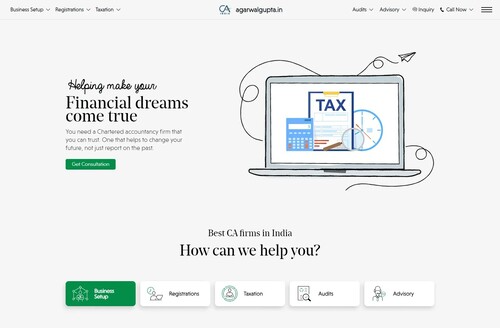 Business Setup
Registrations
Taxation
CA
INDIA
agarwalgupta.in
Audits
Advisory
Inquiry
Call Now
Helping make your
Financial dreams
come true
You need a Chartered accountancy firm that
you can trust. One that helps to change your
future, not just report on the past
Get Consultation
TAX
Best CA firms in India
How can we help you?
Business
Setup
Registrations
Taxation
Audits
Advisory